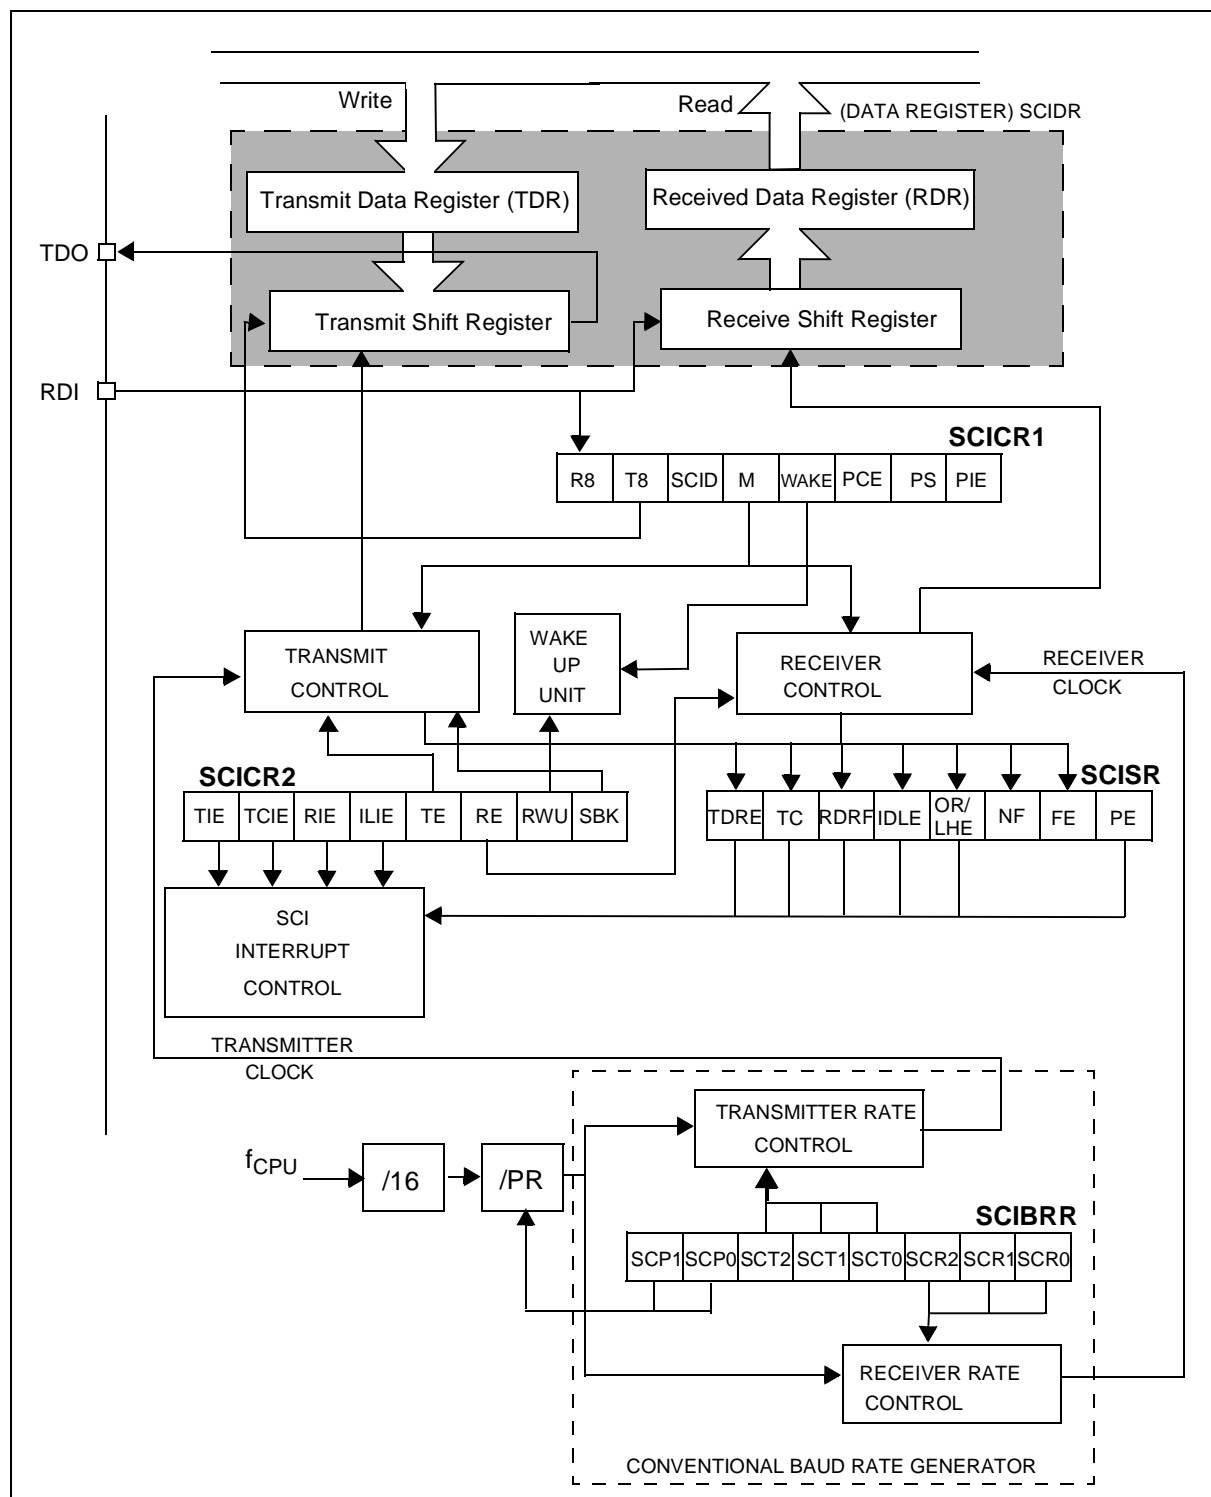 Write
Read
(DATA REGISTER) SCIDR
Transmit Data Register (TDR)
Received Data Register (RDR)
TDO
Transmit Shift Register
Receive Shift Register
RDI
SCICR1
R8 T8 SCID M WAKE PCE PS PIE
TRANSMIT
CONTROL
WAKE
UP
UNIT
RECEIVER
CONTROL
RECEIVER
CLOCK
SCICR2
SCISR
TIE TCIE RIE ILIE TE RE RWU SBK
TDRE TC RDRF IDLE OR/
LHE NF FE PE
SCI
INTERRUPT
CONTROL
TRANSMITTER
CLOCK
TRANSMITTER RATE
CONTROL
fCPU
/16
/PR
SCIBRR
SCP1 SCP0 SCT2 SCT1 SCT0 SCR2 SCR1 SCR0
RECEIVER RATE
CONTROL
CONVENTIONAL BAUD RATE GENERATOR